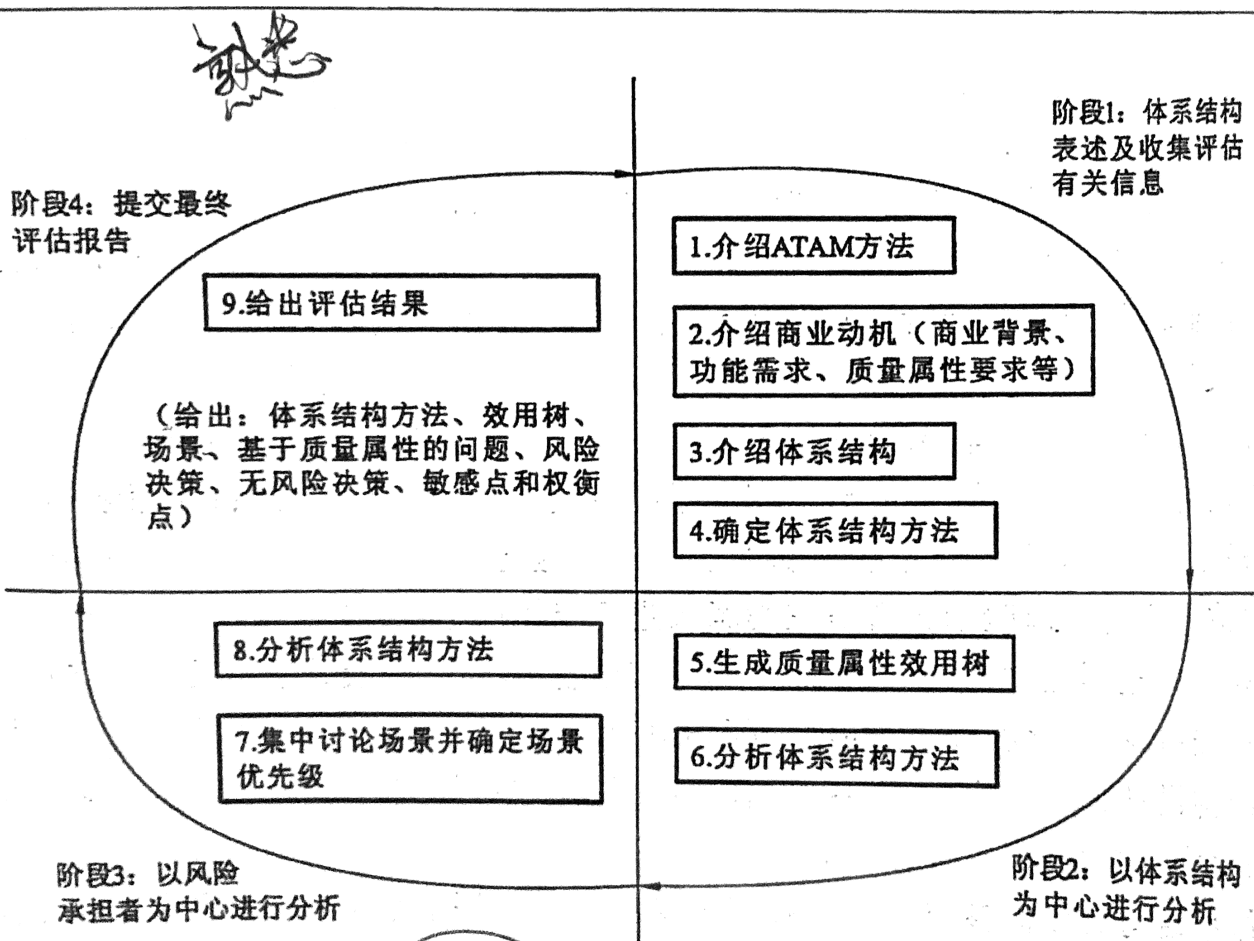 阶段1：体系结构
表述及收集评估
有关信息
阶段4：提交最终
评估报告
1.介绍ATAM方法
9.给出评估结果
2.介绍商业动机（商业背景、
功能需求、质量属性要求等）
（给出：体系结构方法、效用树、
场景、基于质量属性的问题、风险
决策、无风险决策、敏感点和权衡
点）
3.介绍体系结构
4.确定体系结构方法
8.分析体系结构方法
5.生成质量属性效用树
7.集中讨论场景并确定场景
优先级
6.分析体系结构方法
阶段3：以风险
承担者为中心进行分析
阶段2：以体系结构
为中心进行分析